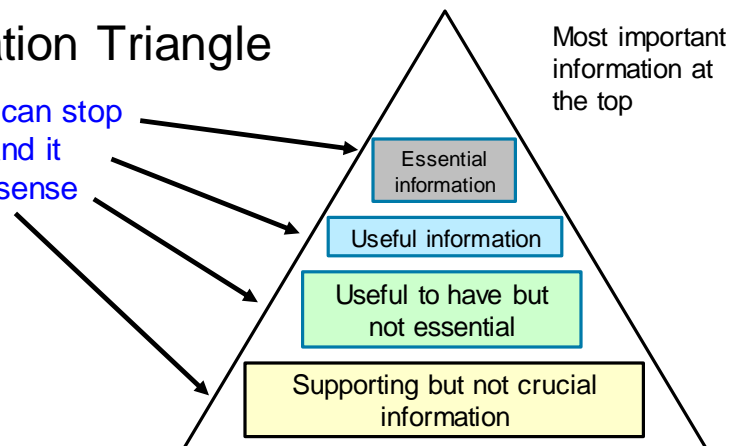 ation Triangle
Most important
information at
the top
can stop
nd it
sense
Essential
information
Useful information
Useful to have but
not essential
Supporting but not crucial
information